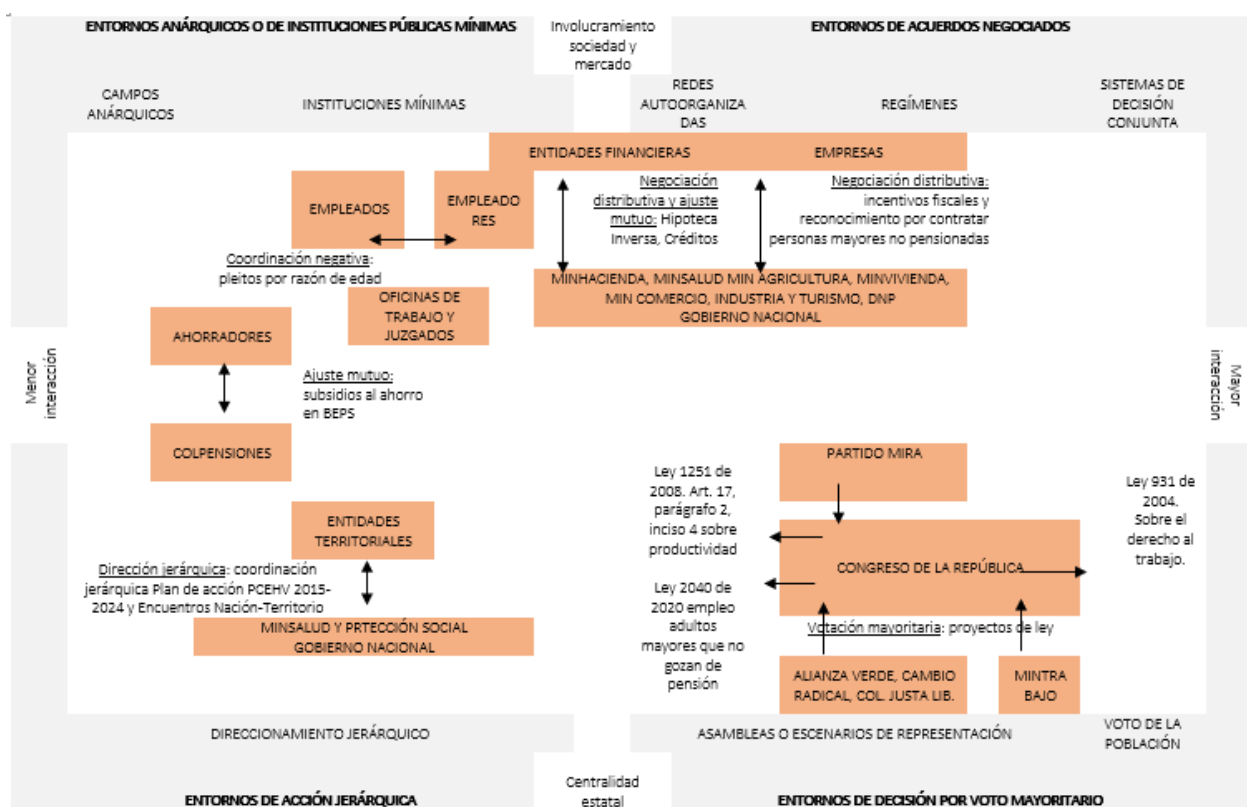 ENTORNOS ANÁRQUICOS O DE INSTITUCIONES PÚBLICAS MÍNIMAS
Involucramiento
sociedad y
mercado
ENTORNOS DE ACUERDOS NEGOCIADOS
CAMPOS
ANÁRQUICOS
INSTITUCIONES MÍNIMAS
REDES
AUTOORGANIZA
DAS
REGÍMENES
SISTEMAS DE
DECISIÓN
CONJUNTA
ENTIDADES FINANCIERAS
EMPRESAS
EMPLEADOS
EMPLEADO
RES
Negociación
distributiva y ajuste
mutuo: Hipoteca
Inversa, Créditos
Negociación distributiva:
incentivos fiscales y
reconocimiento por contratar
personas mayores no pensionadas
Coordinación negativa:
pleitos por razón de edad
MINHACIENDA, MINSALUD MIN AGRICULTURA, MINVIVIENDA,
MIN COMERCIO, INDUSTRIA Y TURISMO, DNP
GOBIERNO NACIONAL
OFICINAS DE
TRABAJO Y
JUZGADOS
AHORRADORES
Menor
interacción
Mayor
interacción
Ajuste mutuo:
subsidios al ahorro
en BEPS
COLPENSIONES
PARTIDO MIRA
Ley 1251 de
2008. Art. 17,
parágrafo 2,
inciso 4 sobre
productividad
Ley 931 de
2004.
Sobre el
derecho al
trabajo.
ENTIDADES
TERRITORIALES
CONGRESO DE LA REPÚBLICA
Dirección jerárquica: coordinación
jerárquica Plan de acción PCEHV 2015-
2024 y Encuentros Nación-Territorio
Ley 2040 de
2020 empleo
adultos
mayores que no
gozan de
pensión
MINSALUD Y PRTECCIÓN SOCIAL
GOBIERNO NACIONAL
Votación mayoritaria: proyectos de ley
ALIANZA VERDE, CAMBIO
RADICAL, COL. JUSTA LIB.
MINTRA
BAJO
DIRECCIONAMIENTO JERÁRQUICO
ASAMBLEAS O ESCENARIOS DE REPRESENTACIÓN
VOTO DE LA
POBLACIÓN
Centralidad
estatal
ENTORNOS DE ACCIÓN JERÁRQUICA
ENTORNOS DE DECISIÓN POR VOTO MAYORITARIO